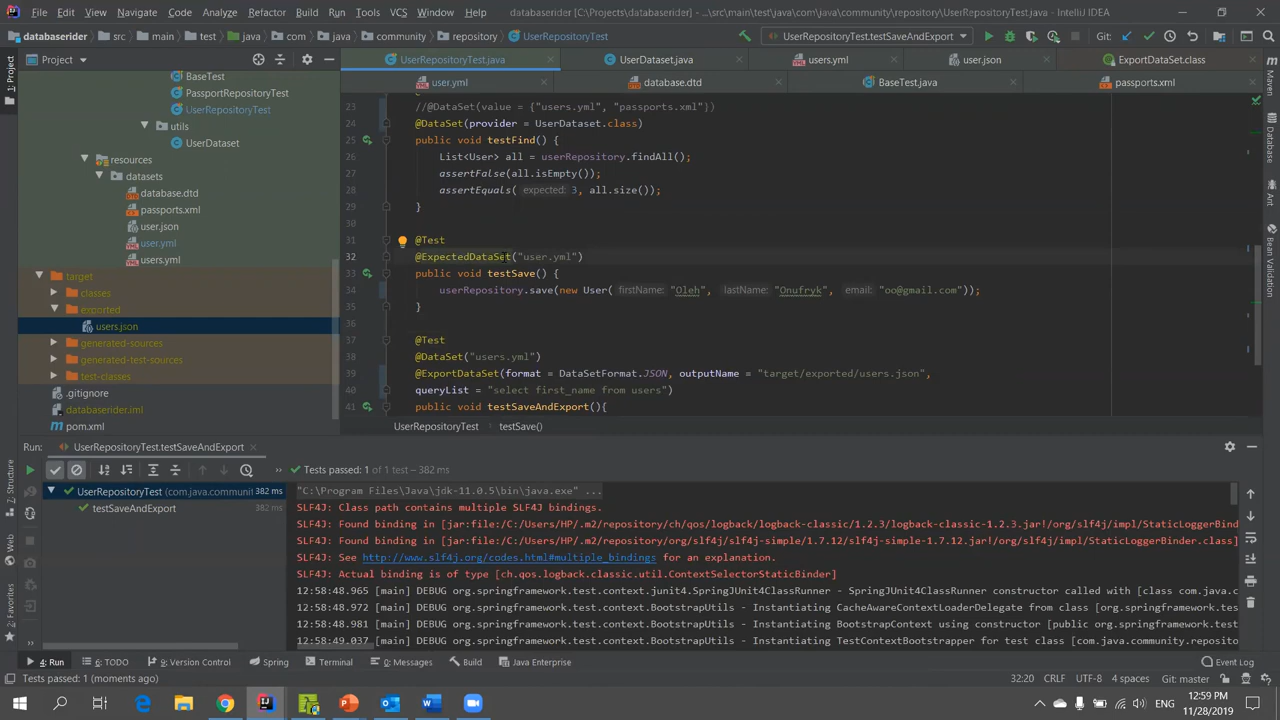 File Edit View Navigate Code Analyze Refactor Build Run Tools VCS Window Help databaserider [C:\Projects\databaserider] - ...\src\main\test\java\com\java\community\repository\UserRepositoryTest.java - IntelliJ IDEA
databaserider src main test java com java community repository UserRepositoryTest UserRepositoryTest.testSaveAndExport Git:
Project UserRepositoryTest.java UserDataset.java users.yml user.json ExportDataSet.class
user.yml database.dtd BaseTest.java passports.xml
BaseTest
PassportRepositoryTest
UserRepositoryTest
utils
UserDataset
resources
datasets
database.dtd
passports.xml
user.json
user.yml
users.yml
target
classes
exported
users.json
generated-sources
generated-test-sources
test-classes
.gitignore
databaserider.iml
pom.xml
23 //@DataSet(value = {"users.yml", "passports.xml"})
24 @DataSet(provider = UserDataset.class)
25 public void testFind() {
26 List<User> all = userRepository.findAll();
27 assertFalse(all.isEmpty());
28 assertEquals( expected: 3, all.size());
29 }
30
31 @Test
32 @ExpectedDataSet("user.yml")
33 public void testSave() {
34 userRepository.save(new User( firstName: "Oleh", lastName: "Onufryk", email: "oo@gmail.com"));
35 }
36
37 @Test
38 @DataSet("users.yml")
39 @ExportDataSet(format = DataSetFormat.JSON, outputName = "target/exported/users.json",
40 queryList = "select first_name from users")
41 public void testSaveAndExport(){
UserRepositoryTest testSave()
1: Project
Maven
Database
Ant
Bean Validation
7: Structure
Web
2: Favorites
Run: UserRepositoryTest.testSaveAndExport
Tests passed: 1 of 1 test – 382 ms
UserRepositoryTest (com.java.communit 382 ms
testSaveAndExport 382 ms
"C:\Program Files\Java\jdk-11.0.5\bin\java.exe" ...
SLF4J: Class path contains multiple SLF4J bindings.
SLF4J: Found binding in [jar:file:/C:/Users/HP/.m2/repository/ch/qos/logback/logback-classic/1.2.3/logback-classic-1.2.3.jar!/org/slf4j/impl/StaticLoggerBind
SLF4J: Found binding in [jar:file:/C:/Users/HP/.m2/repository/org/slf4j/slf4j-simple/1.7.12/slf4j-simple-1.7.12.jar!/org/slf4j/impl/StaticLoggerBinder.class]
SLF4J: See http://www.slf4j.org/codes.html#multiple_bindings for an explanation.
SLF4J: Actual binding is of type [ch.qos.logback.classic.util.ContextSelectorStaticBinder]
12:58:48.965 [main] DEBUG org.springframework.test.context.junit4.SpringJUnit4ClassRunner - SpringJUnit4ClassRunner constructor called with [class com.java.c
12:58:48.972 [main] DEBUG org.springframework.test.context.BootstrapUtils - Instantiating CacheAwareContextLoaderDelegate from class [org.springframework.tes
12:58:48.981 [main] DEBUG org.springframework.test.context.BootstrapUtils - Instantiating BootstrapContext using constructor [public org.springframework.test
12:58:49.037 [main] DEBUG org.springframework.test.context.BootstrapUtils - Instantiating TestContextBootstrapper for test class [com.java.community.reposito
4: Run 6: TODO 9: Version Control Spring Terminal 0: Messages Build Java Enterprise Event Log
Tests passed: 1 (moments ago) 32:20 CRLF UTF-8 4 spaces Git: master
ENG 12:59 PM
11/28/2019